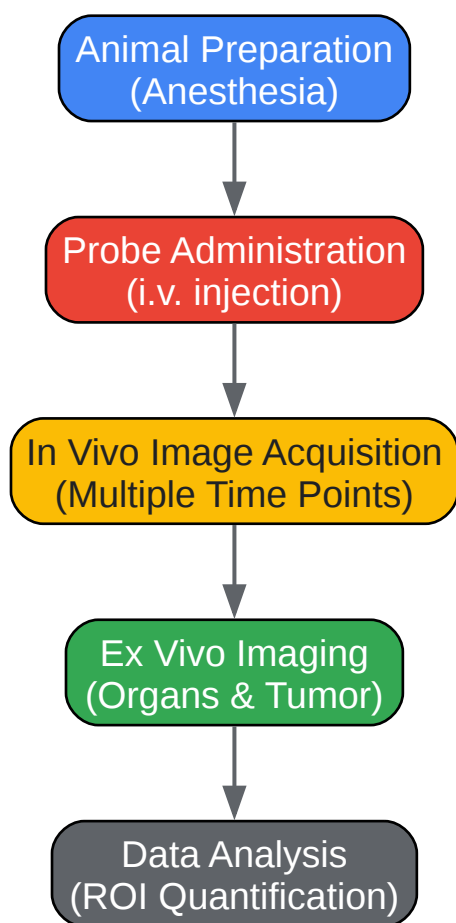 Animal Preparation
(Anesthesia)
Probe Administration
(i.v. injection)
In Vivo Image Acquisition
(Multiple Time Points)
Ex Vivo Imaging
(Organs & Tumor)
Data Analysis
(ROI Quantification)